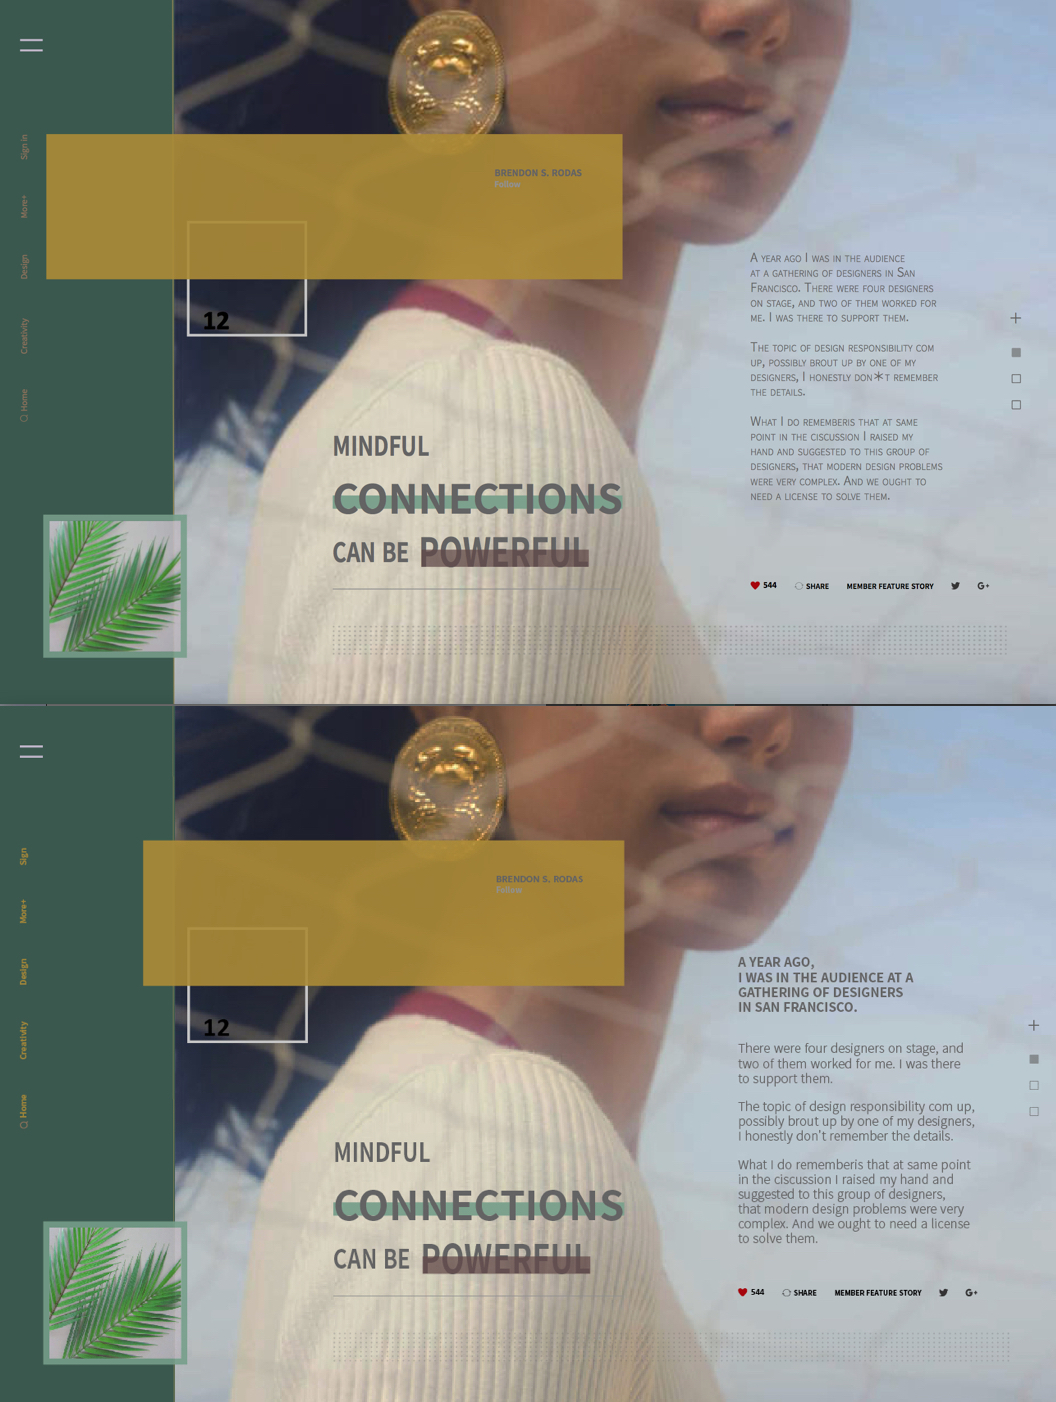 Sign in
More+
Design
Creativity
Home
BRENDON S. RODAS
Follow
12
MINDFUL
CONNECTIONS
CAN BE POWERFUL
A YEAR AGO I WAS IN THE AUDIENCE
AT A GATHERING OF DESIGNERS IN SAN
FRANCISCO. THERE WERE FOUR DESIGNERS
ON STAGE, AND TWO OF THEM WORKED FOR
ME. I WAS THERE TO SUPPORT THEM.
THE TOPIC OF DESIGN RESPONSIBILITY COM
UP, POSSIBLY BROUT UP BY ONE OF MY
DESIGNERS, I HONESTLY DON*T REMEMBER
THE DETAILS.
WHAT I DO REMEMBERIS THAT AT SAME
POINT IN THE CISCUSSION I RAISED MY
HAND AND SUGGESTED TO THIS GROUP OF
DESIGNERS, THAT MODERN DESIGN PROBLEMS
WERE VERY COMPLEX. AND WE OUGHT TO
NEED A LICENSE TO SOLVE THEM.
544 SHARE MEMBER FEATURE STORY G+
Sign
More+
Design
Creativity
Home
BRENDON S. RODAS
Follow
12
MINDFUL
CONNECTIONS
CAN BE POWERFUL
A YEAR AGO,
I WAS IN THE AUDIENCE AT A
GATHERING OF DESIGNERS
IN SAN FRANCISCO.
There were four designers on stage, and
two of them worked for me. I was there
to support them.
The topic of design responsibility com up,
possibly brout up by one of my designers,
I honestly don't remember the details.
What I do rememberis that at same point
in the ciscussion I raised my hand and
suggested to this group of designers,
that modern design problems were very
complex. And we ought to need a license
to solve them.
544 SHARE MEMBER FEATURE STORY G+